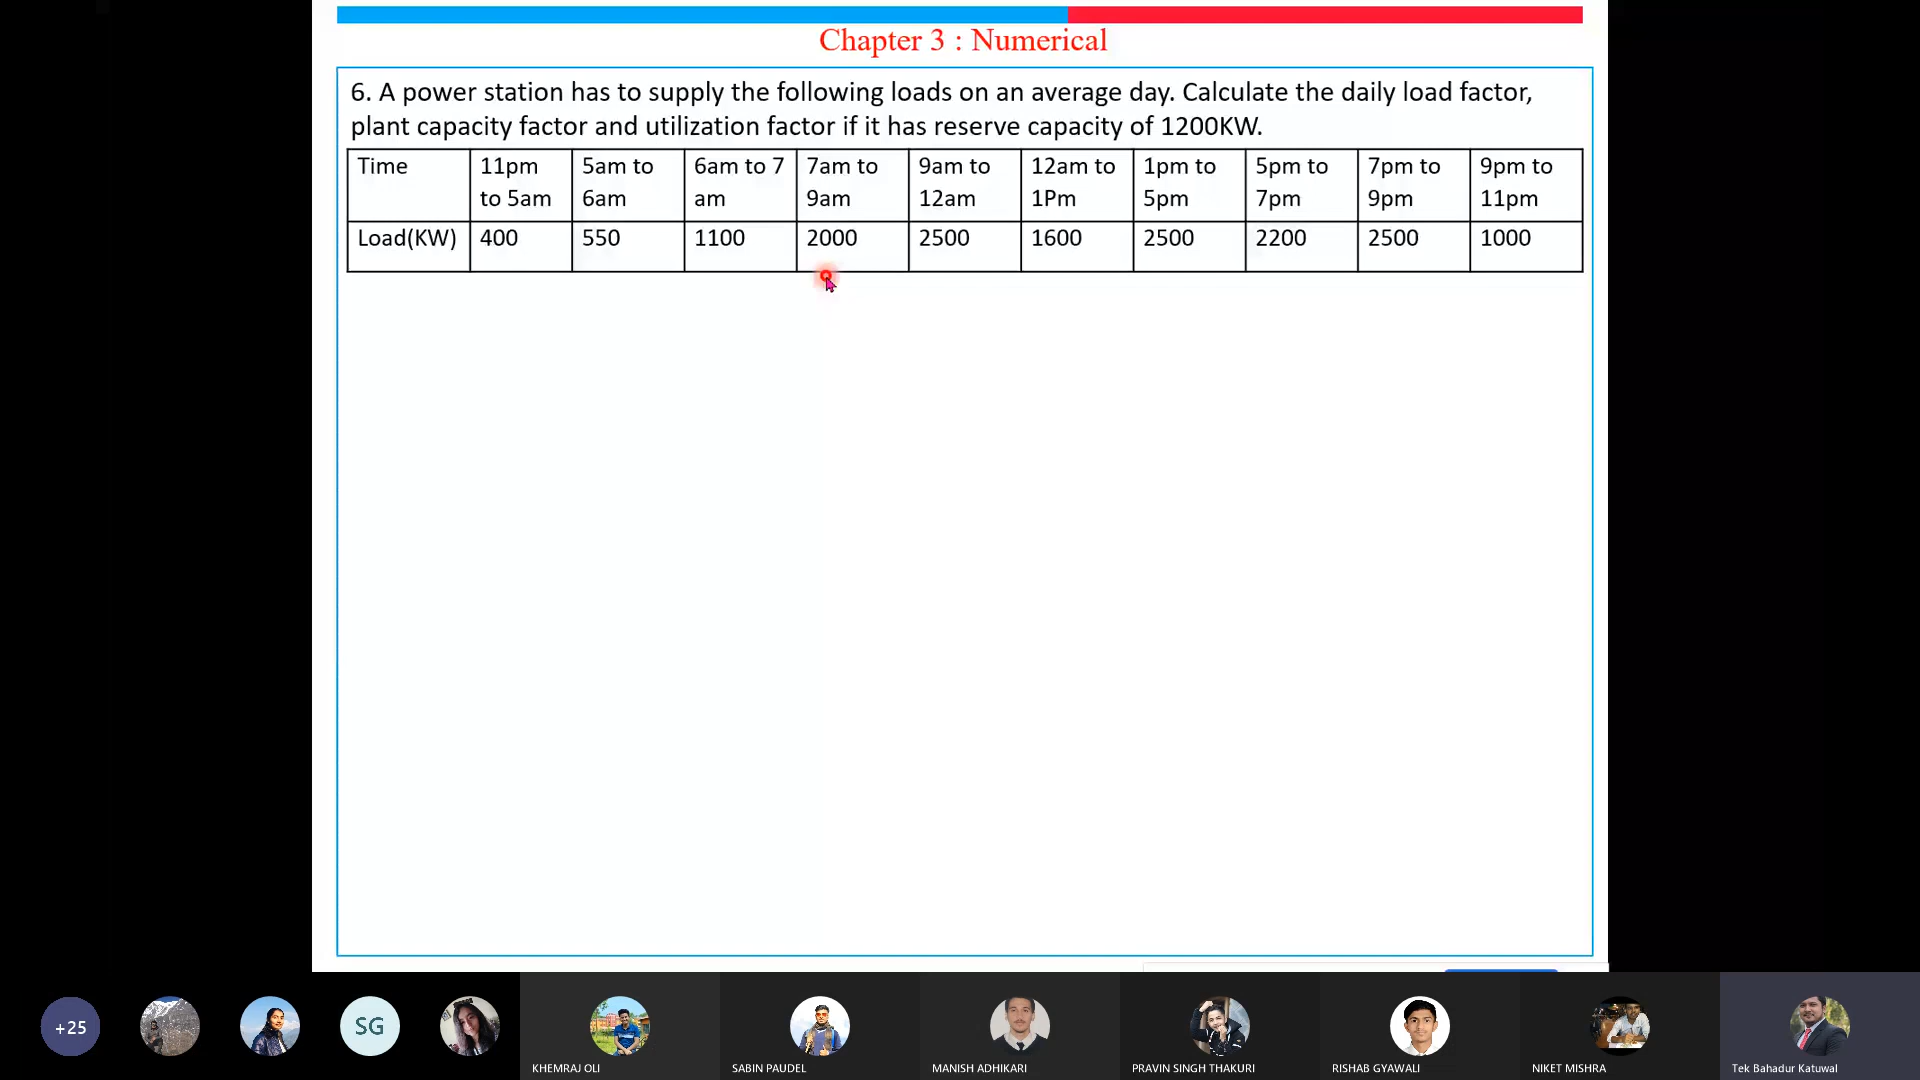 Chapter 3 : Numerical
6. A power station has to supply the following loads on an average day. Calculate the daily load factor,
plant capacity factor and utilization factor if it has reserve capacity of 1200KW.
Time 11pm 5am to 6am to 7 7am to 9am to 12am to 1pm to 5pm to 7pm to 9pm to
to 5am 6am am 9am 12am 1Pm 5pm 7pm 9pm 11pm
Load(KW) 400 550 1100 2000 2500 1600 2500 2200 2500 1000
+25 SG
KHEMRAJ OLI SABIN PAUDEL MANISH ADHIKARI PRAVIN SINGH THAKURI RISHAB GYAWALI NIKET MISHRA Tek Bahadur Katuwal